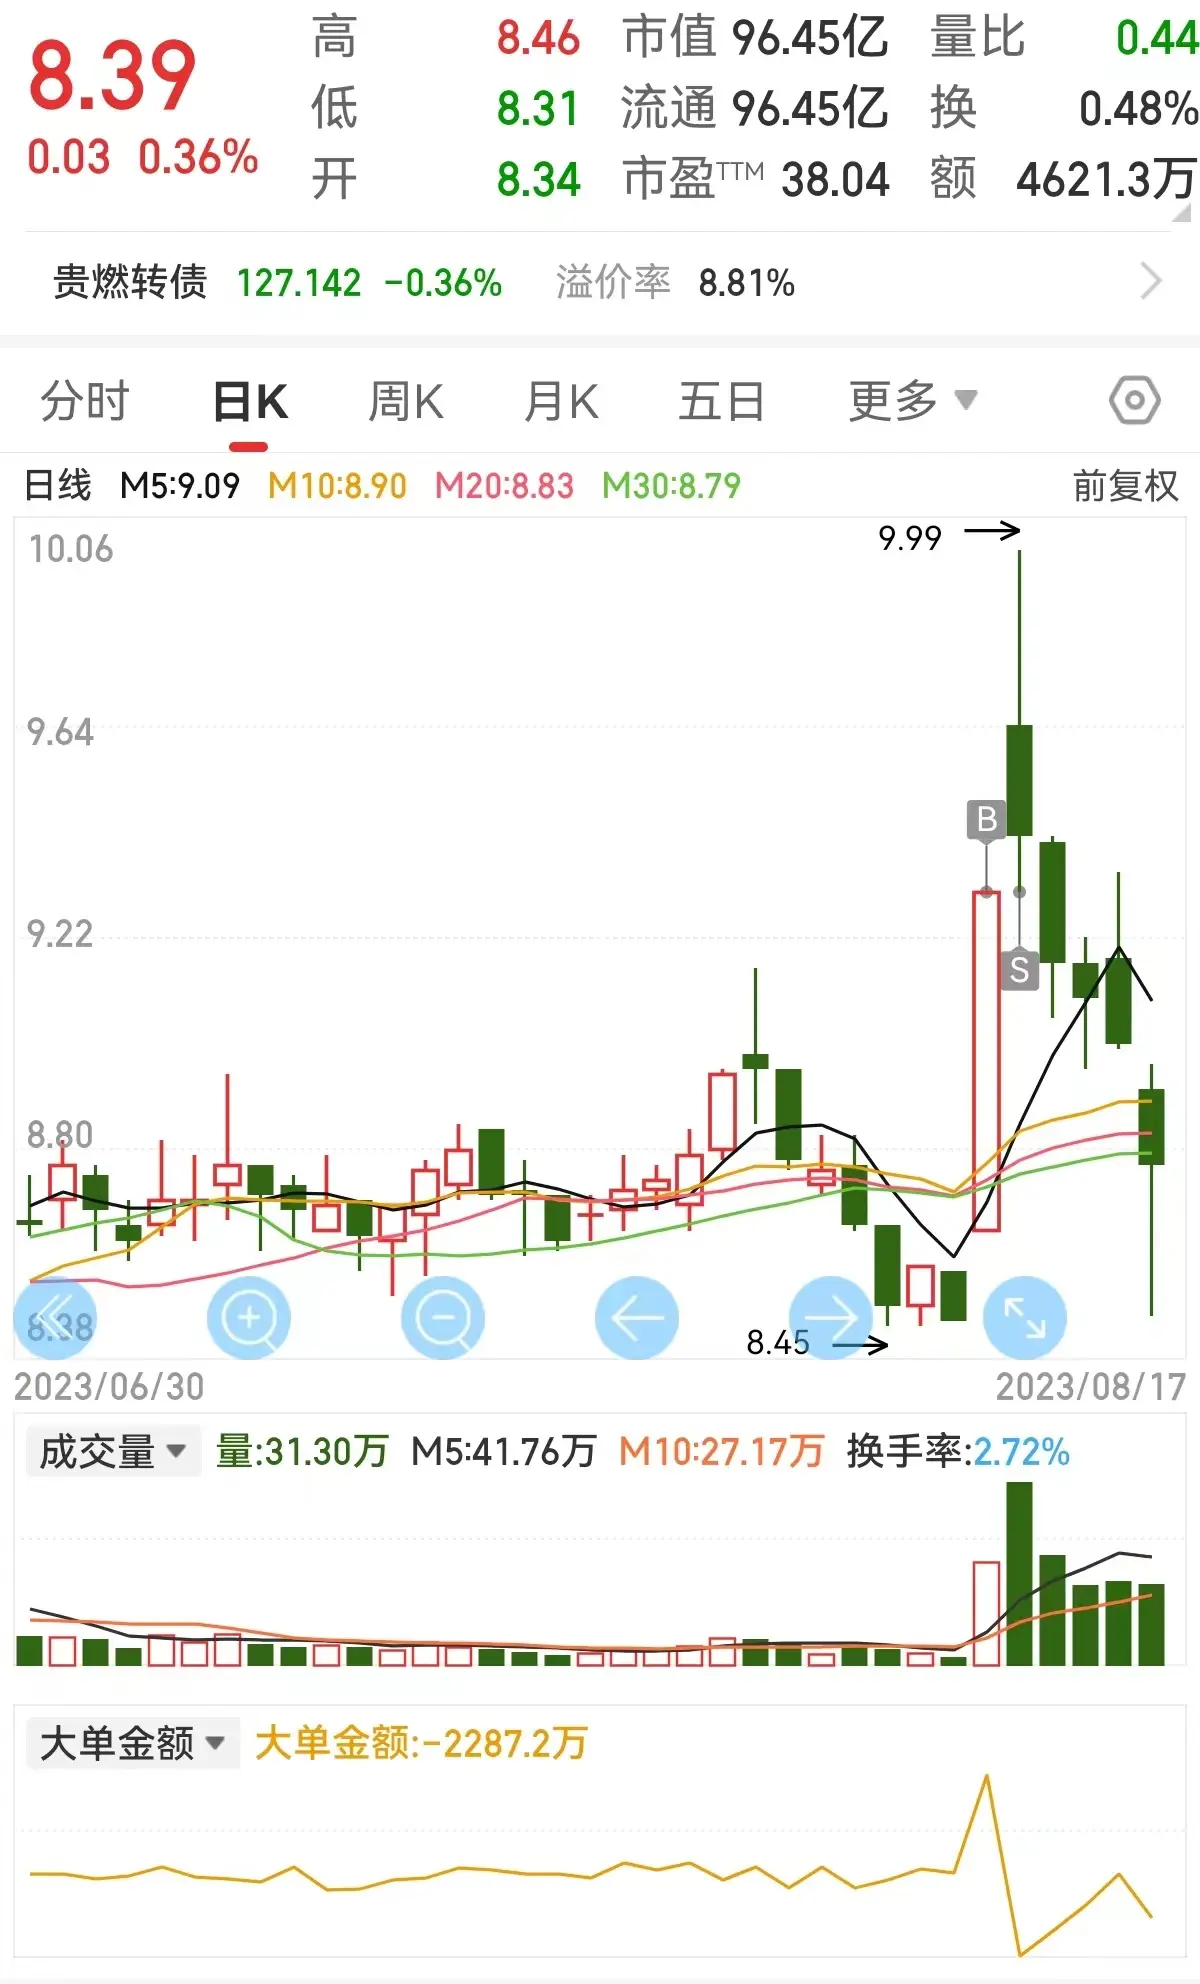 8.39 高 8.46 市值 96.45亿 量比 0.44
0.03 0.36% 低 8.31 流通 96.45亿 换 0.48%
开 8.34 市盈TTM 38.04 额 4621.3万
贵燃转债 127.142 -0.36% 溢价率 8.81%
分时 日K 周K 月K 五日 更多
日线 M5:9.09 M10:8.90 M20:8.83 M30:8.79 前复权
9.99
10.06
9.64
B
9.22
S
8.80
8.38
8.45
2023/06/30 2023/08/17
成交量 量:31.30万 M5:41.76万 M10:27.17万 换手率:2.72%
大单金额 大单金额:-2287.2万